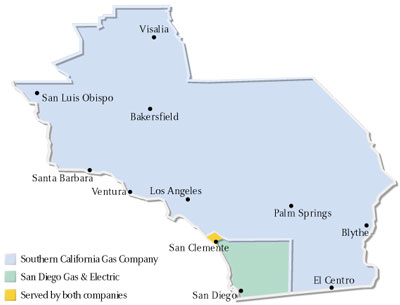 Visalia
San Luis Obispo
Bakersfield
Santa Barbara
Ventura
Los Angeles
Palm Springs
Blythe
San Clemente
El Centro
San Diego
Southern California Gas Company
San Diego Gas & Electric
Served by both companies